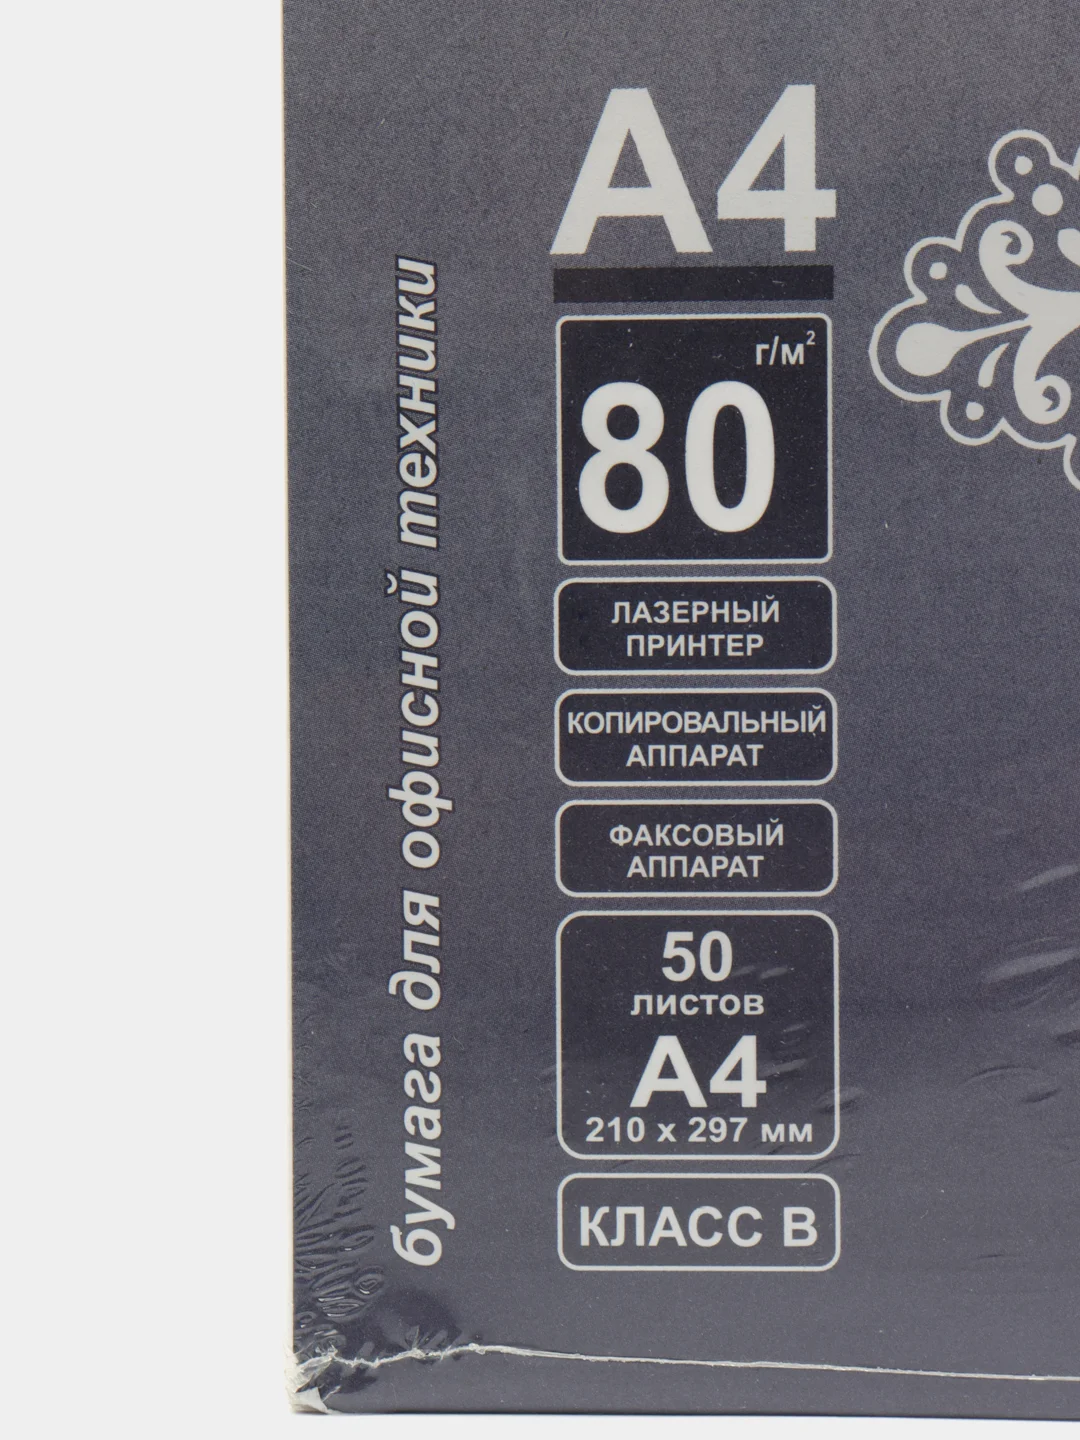 A4
г/м²
80
ЛАЗЕРНЫЙ
ПРИНТЕР
КОПИРОВАЛЬНЫЙ
АППАРАТ
ФАКСОВЫЙ
АППАРАТ
50
ЛИСТОВ
A4
210 x 297 мм
КЛАСС В
бумага для офисной техники